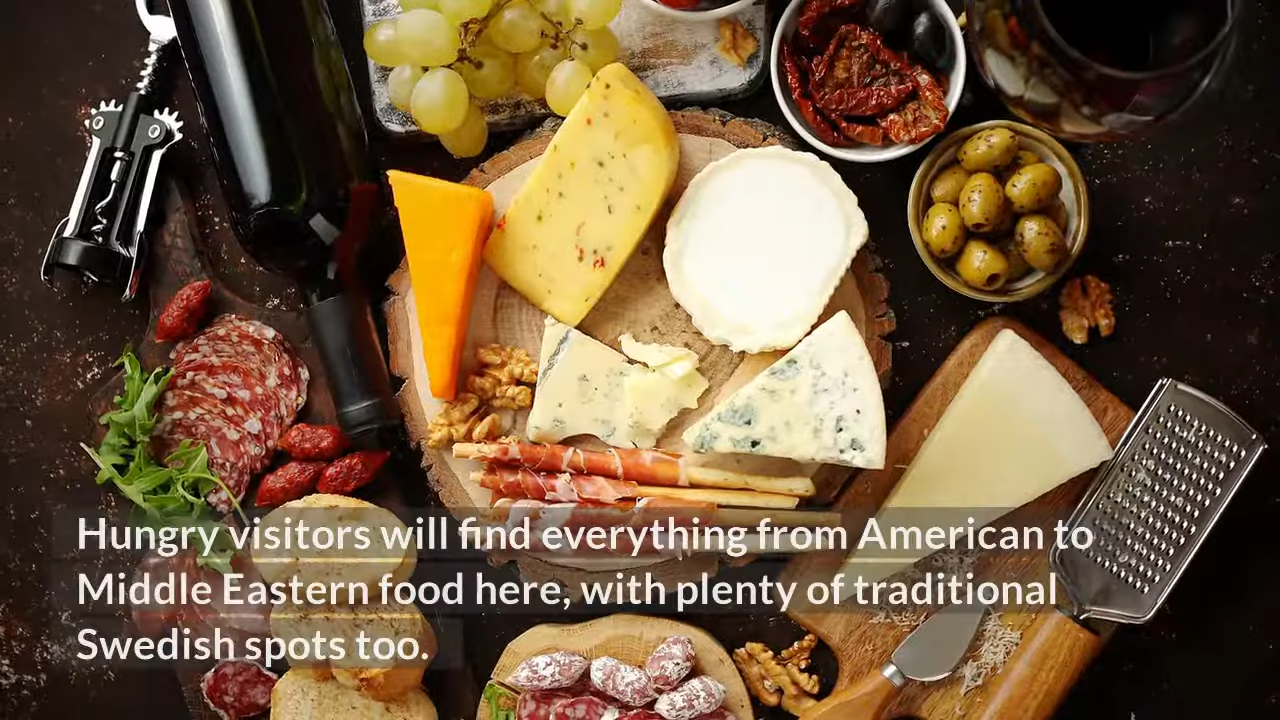 Hungry visitors will find everything from American to
Middle Eastern food here, with plenty of traditional
Swedish spots too.